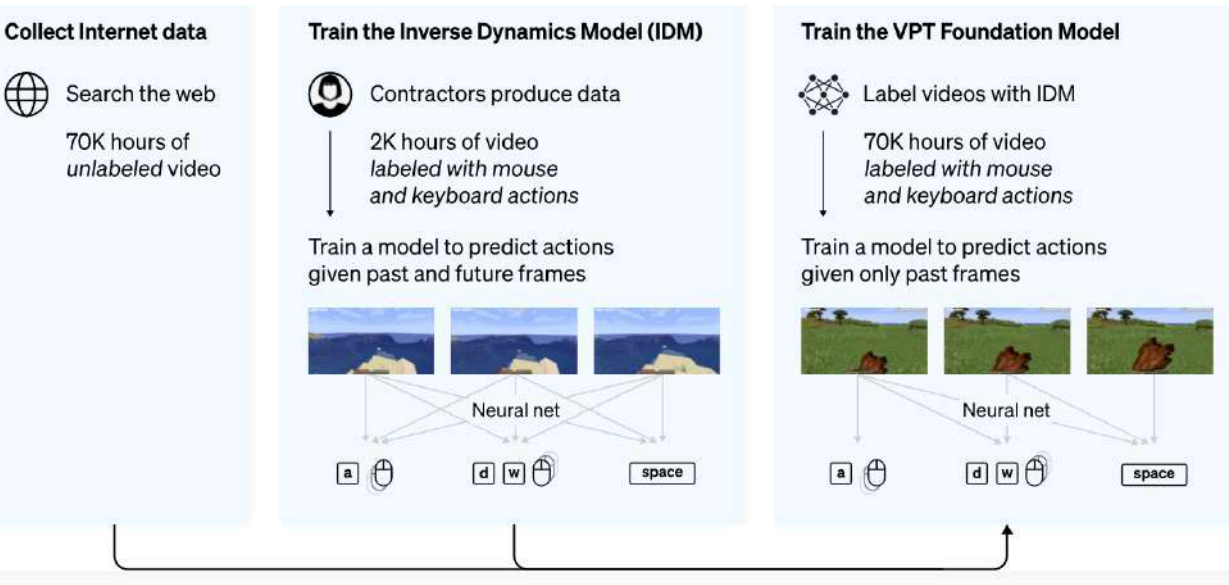 Collect Internet data
Search the web
70K hours of
unlabeled video
Train the Inverse Dynamics Model (IDM)
Contractors produce data
2K hours of video
labeled with mouse
and keyboard actions
Train a model to predict actions
given past and future frames
Neural net
a
d w
space
Train the VPT Foundation Model
Label videos with IDM
70K hours of video
labeled with mouse
and keyboard actions
Train a model to predict actions
given only past frames
Neural net
a
d w
space